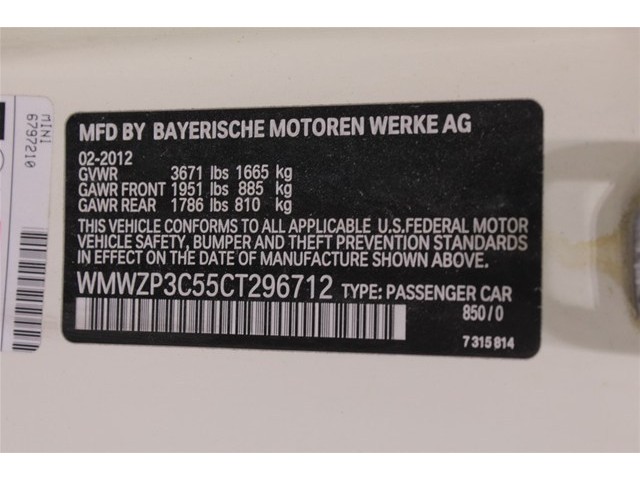 MINI
6797210
MFD BY BAYERISCHE MOTOREN WERKE AG
02-2012
GVWR 3671 lbs 1665 kg
GAWR FRONT 1951 lbs 885 kg
GAWR REAR 1786 lbs 810 kg
THIS VEHICLE CONFORMS TO ALL APPLICABLE U.S.FEDERAL MOTOR
VEHICLE SAFETY, BUMPER AND THEFT PREVENTION STANDARDS
IN EFFECT ON THE DATE OF MANUFACTURE SHOWN ABOVE.
WMWZP3C55CT296712 TYPE: PASSENGER CAR
850/0
7315814